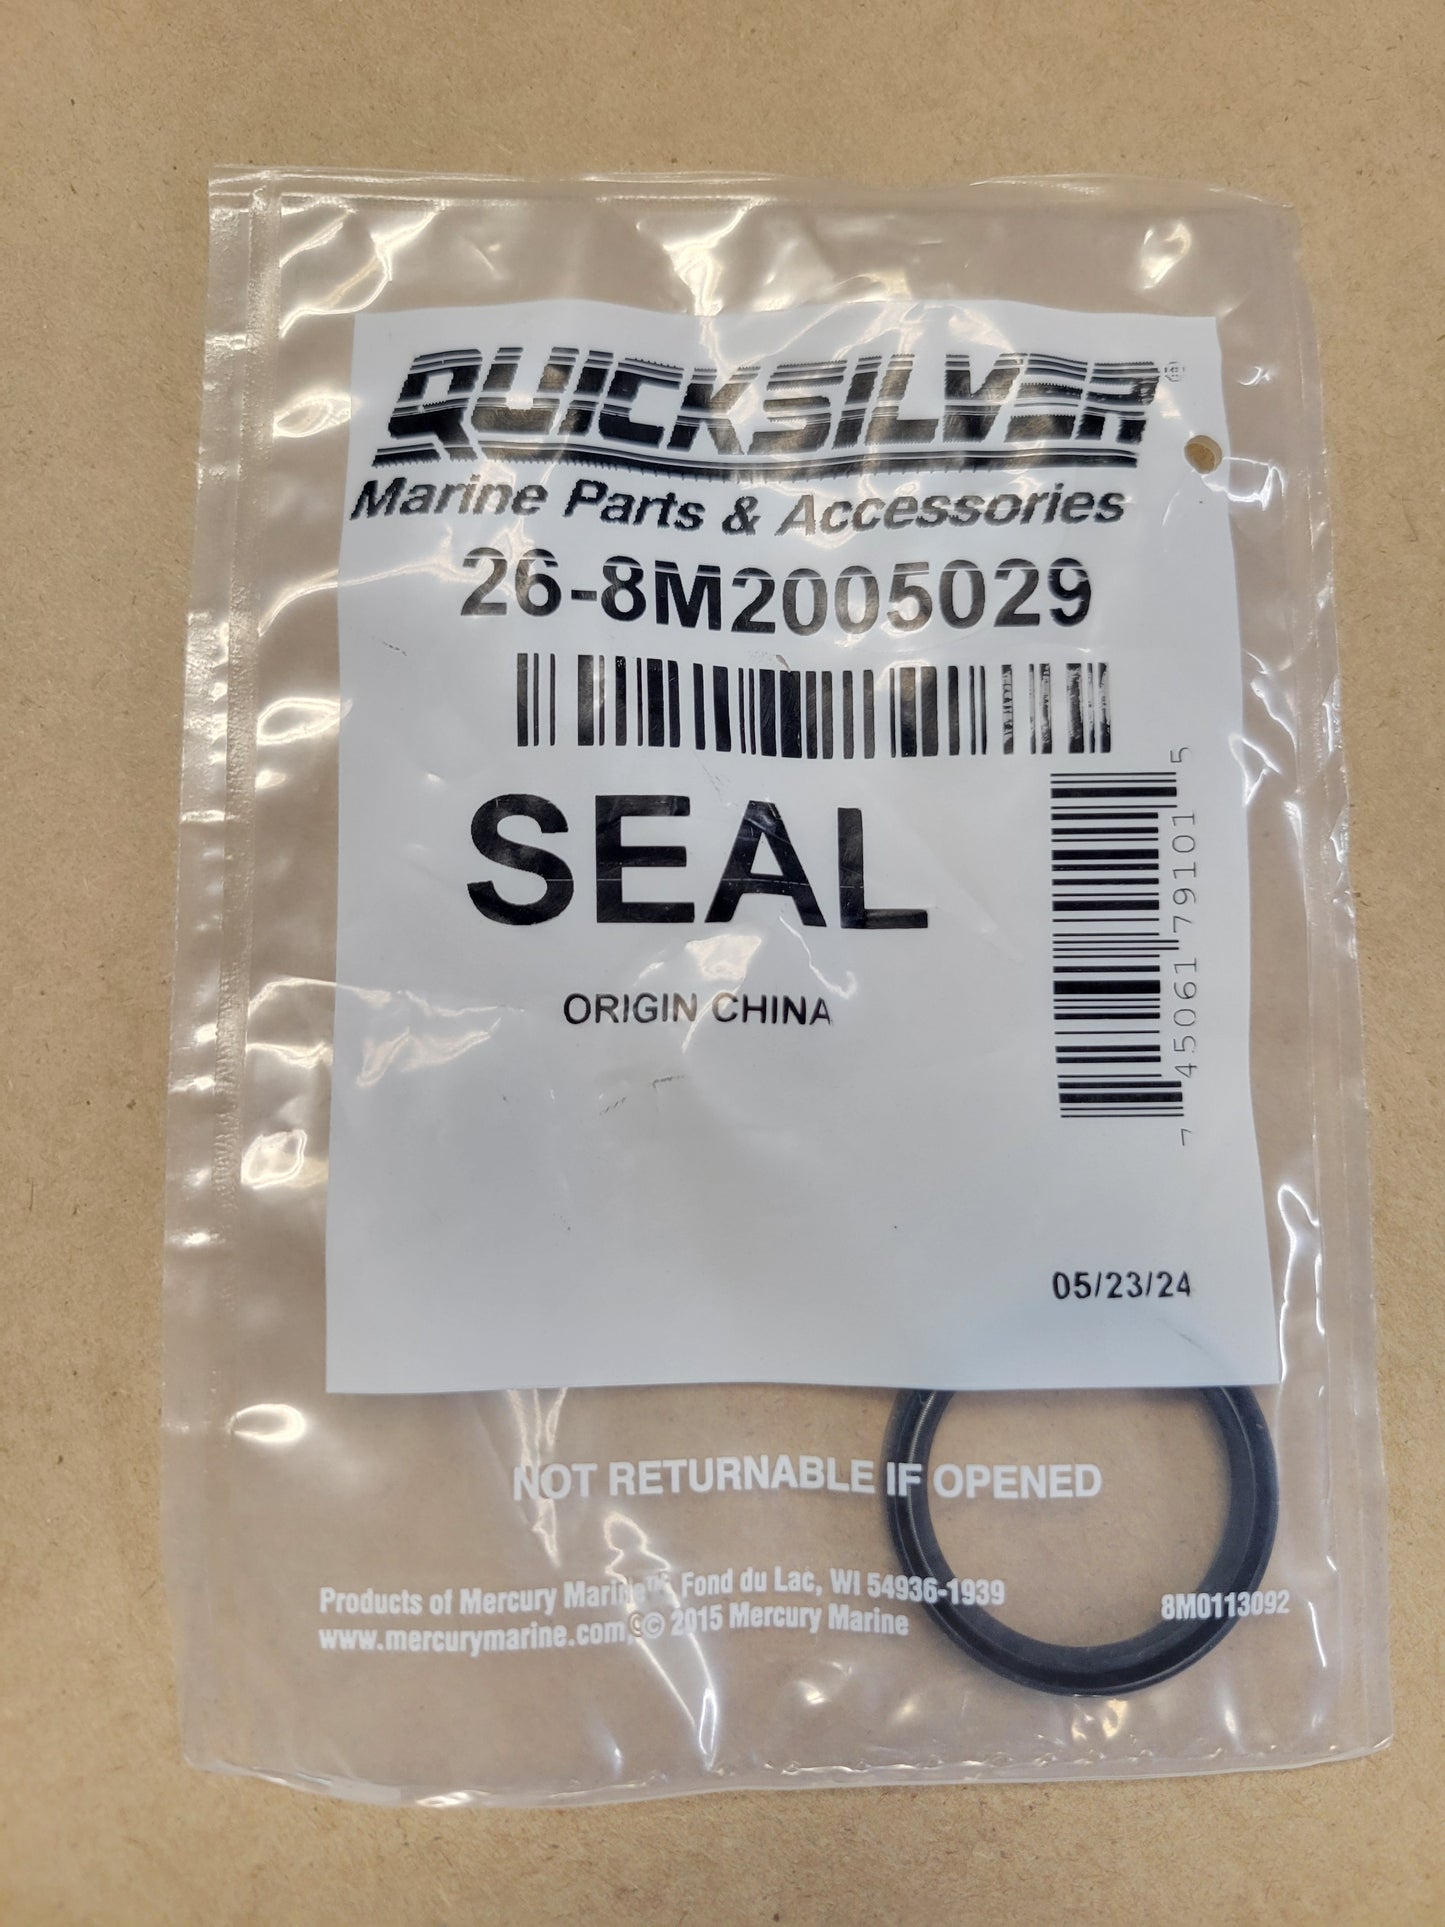 QUICKSILVER®
Marine Parts & Accessories
26-8M2005029
SEAL
ORIGIN CHINA
7 45061 79101 5
05/23/24
NOT RETURNABLE IF OPENED
Products of Mercury Marine™ Fond du Lac, WI 54936-1939
www.mercurymarine.com, © 2015 Mercury Marine
8M0113092